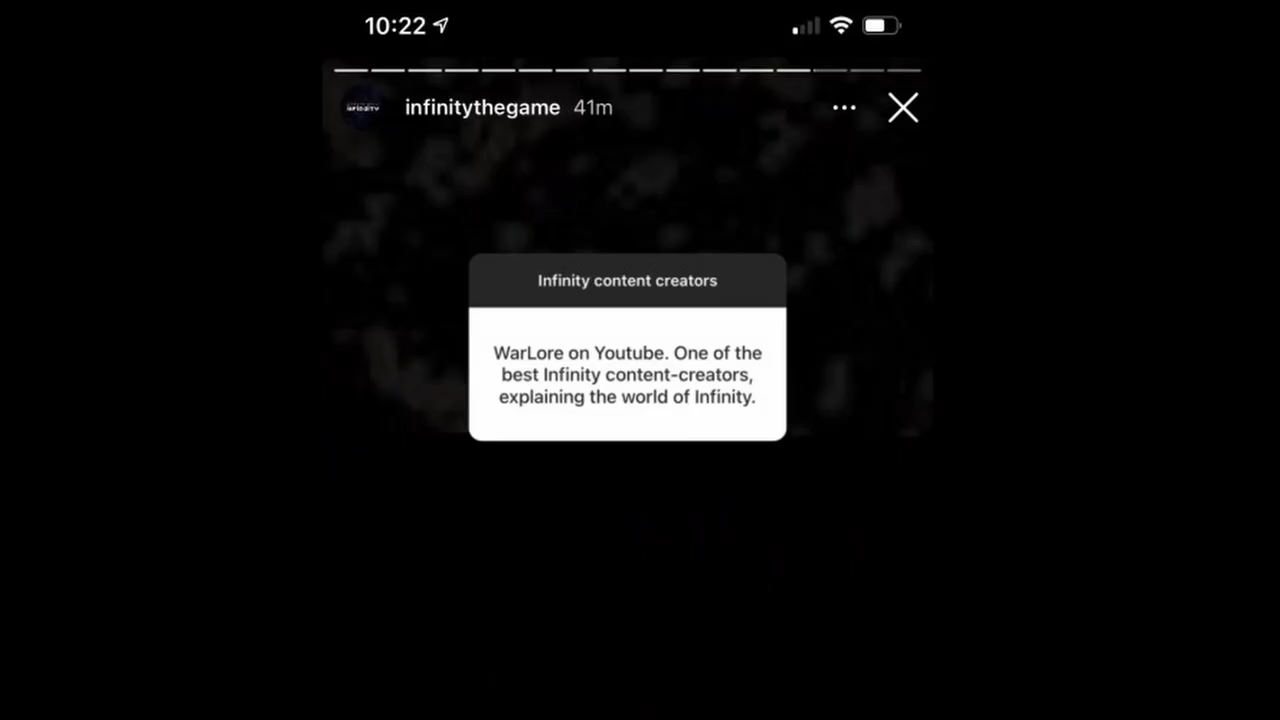 10:22
infinitythegame 41m
Infinity content creators
WarLore on Youtube. One of the
best Infinity content-creators,
explaining the world of Infinity.